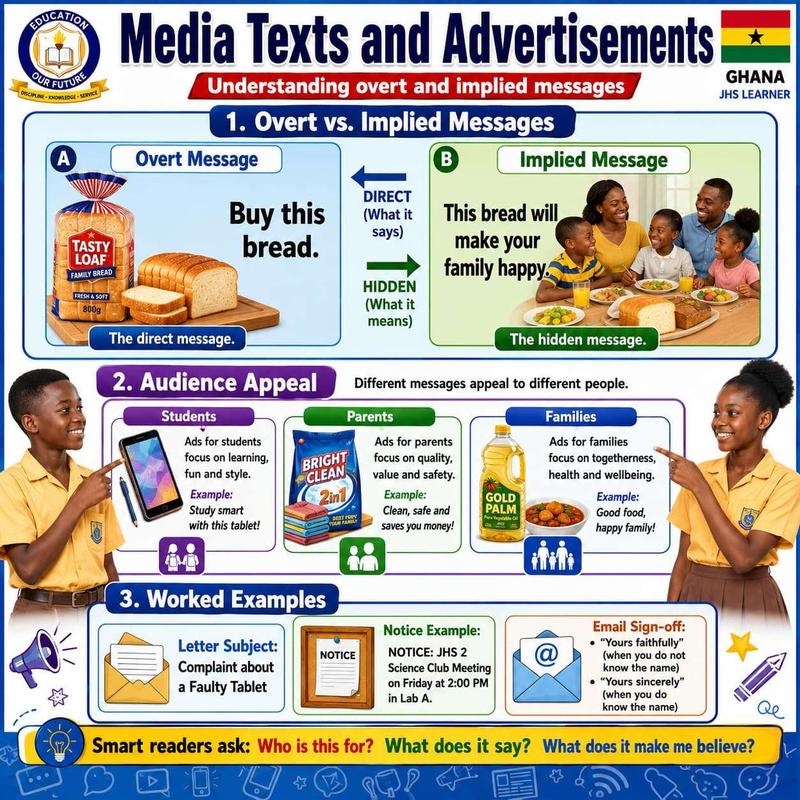 EDUCATION
OUR FUTURE
DISCIPLINE • KNOWLEDGE • SERVICE
Media Texts and Advertisements
GHANA
JHS LEARNER
Understanding overt and implied messages
1. Overt vs. Implied Messages
A
Overt Message
TASTY
LOAF
FAMILY BREAD
FRESH & SOFT
800g
Buy this
bread.
The direct message.
DIRECT
(What it
says)
HIDDEN
(What it
means)
B
Implied Message
This bread will
make your
family happy.
The hidden message.
2. Audience Appeal
Different messages appeal to different people.
Students
Ads for students
focus on learning,
fun and style.
Example:
Study smart
with this tablet!
Parents
BRIGHT
CLEAN
2in1
Ads for parents
focus on quality,
value and safety.
Example:
Clean, safe and
saves you money!
Families
GOLD
PALM
Pure Vegetable Oil
Ads for families
focus on togetherness,
health and wellbeing.
Example:
Good food,
happy family!
3. Worked Examples
Letter Subject:
Complaint about
a Faulty Tablet
NOTICE
Notice Example:
NOTICE: JHS 2
Science Club Meeting
on Friday at 2:00 PM
in Lab A.
@
Email Sign-off:
• “Yours faithfully”
(when you do not
know the name)
• “Yours sincerely”
(when you do
know the name)
Smart readers ask: Who is this for? What does it say? What does it make me believe?